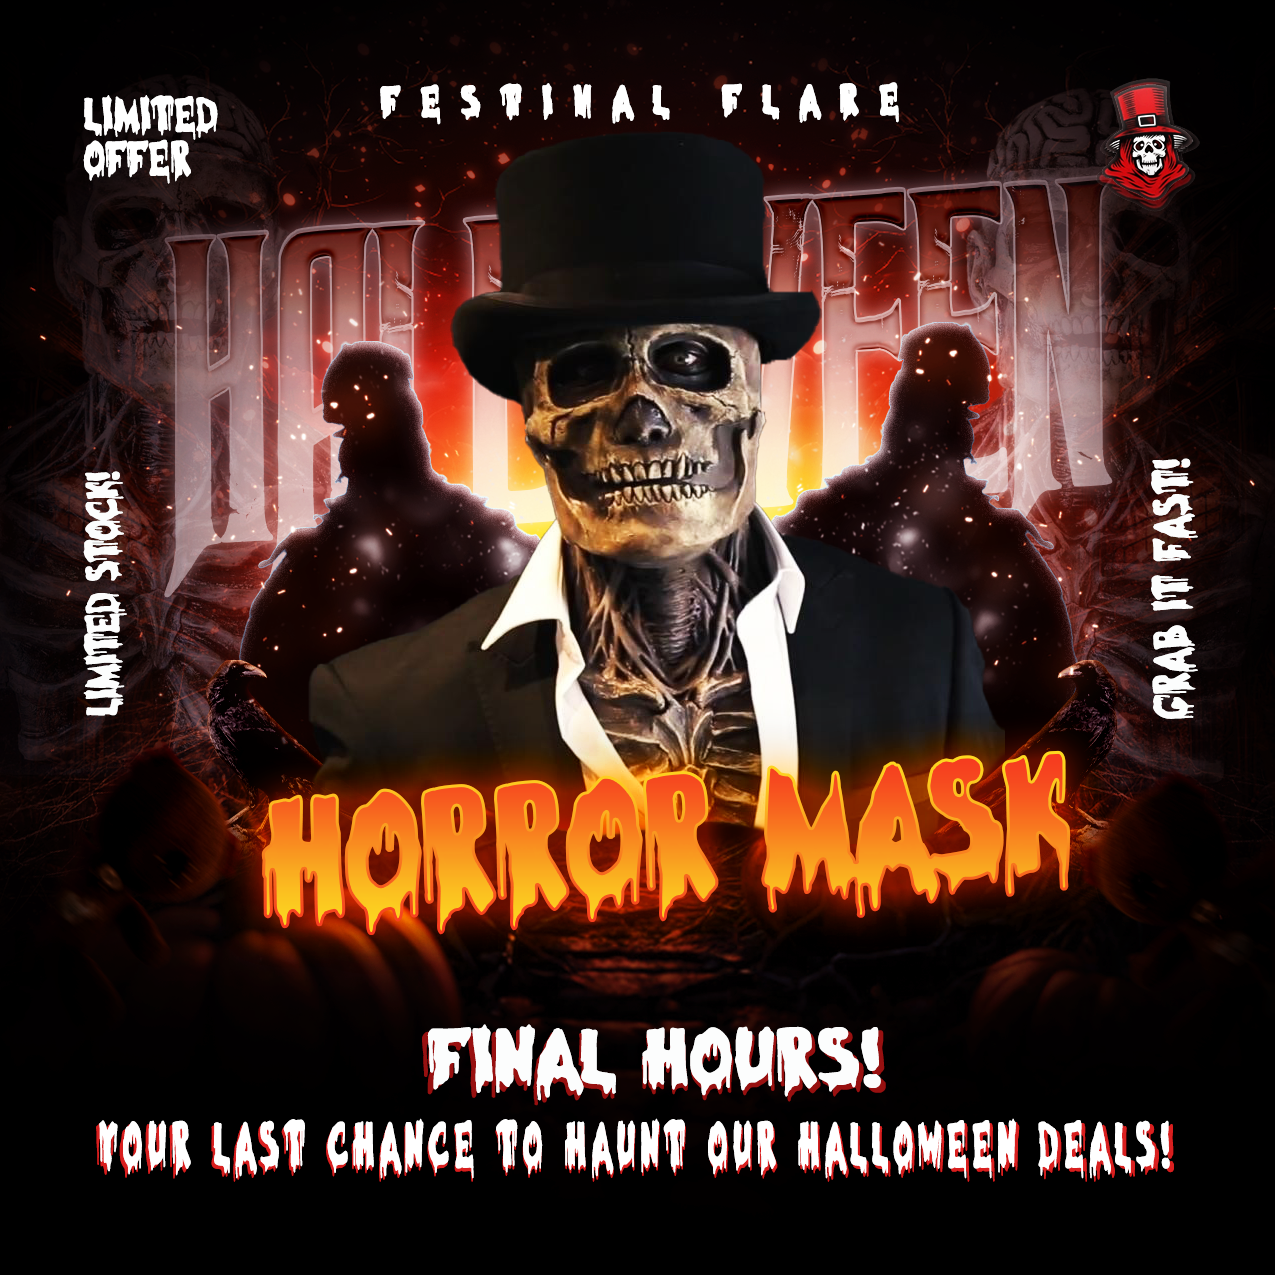 LIMITED
OFFER
FESTIVAL FLARE
HALLOWEEN
LIMITED STOCK!
GRAB IT FAST!
HORROR MASK
FINAL HOURS!
YOUR LAST CHANCE TO HAUNT OUR HALLOWEEN DEALS!